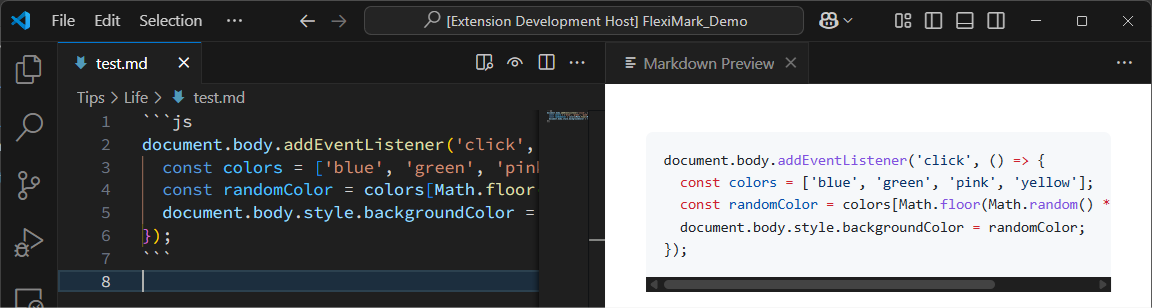 File Edit Selection ··· [Extension Development Host] FlexiMark_Demo
test.md
Markdown Preview
Tips > Life > test.md
1 ```js
2 document.body.addEventListener('click',
3 const colors = ['blue', 'green', 'pink
4 const randomColor = colors[Math.floor(
5 document.body.style.backgroundColor =
6 });
7 ```
8
document.body.addEventListener('click', () => {
const colors = ['blue', 'green', 'pink', 'yellow'];
const randomColor = colors[Math.floor(Math.random() *
document.body.style.backgroundColor = randomColor;
});